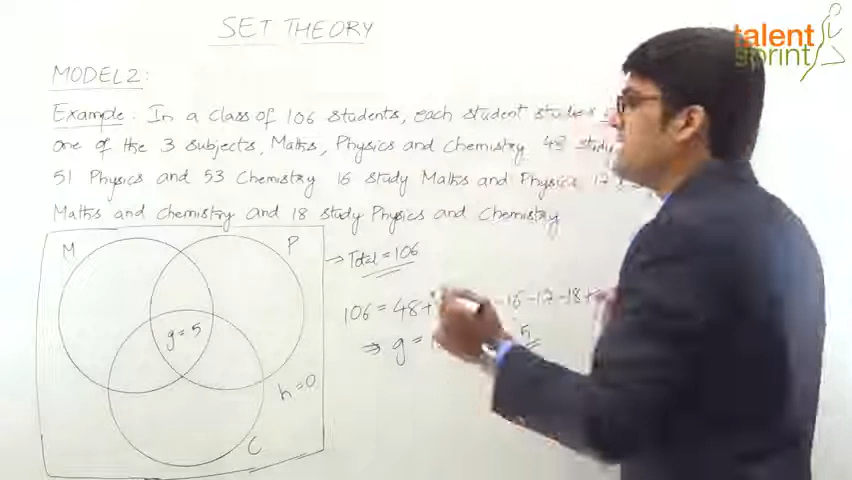 SET THEORY
talent
sprint
MODEL 2:
Example. In a class of 106 students, each student studies
one of the 3 subjects, Maths, Physics and Chemistry 48
51 Physics and 53 Chemistry 16 study Maths and Physics 17
Maths and chemistry and 18 study Physics and Chemistry
M
P
→ Total = 106
106 = 48+ -16-17-18+
g = 5
⇒ g = 5
h = 0
C